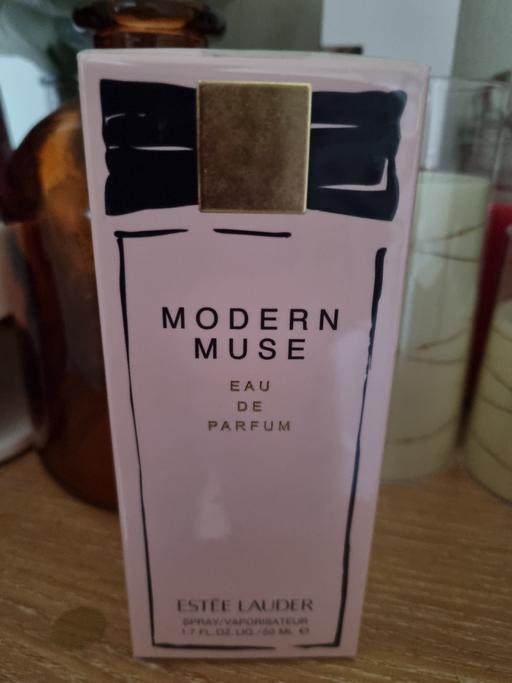 MODERN
MUSE
EAU
DE
PARFUM
ESTĒE LAUDER
SPRAY/VAPORISATEUR
1.7 FL.OZ.LIQ./50 ML ℮